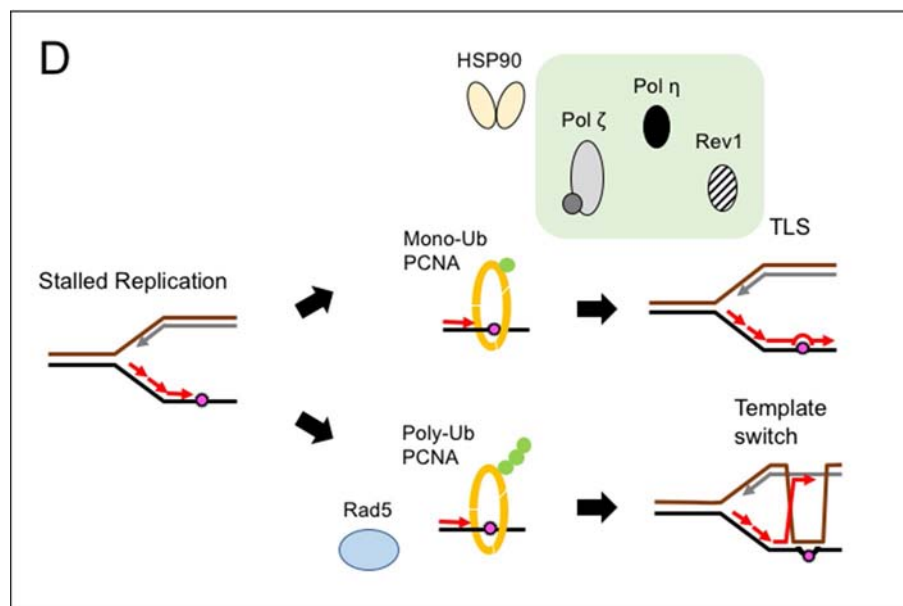 D
HSP90
Pol η
Pol ζ
Rev1
Mono-Ub
PCNA
TLS
Stalled Replication
Poly-Ub
PCNA
Template
switch
Rad5